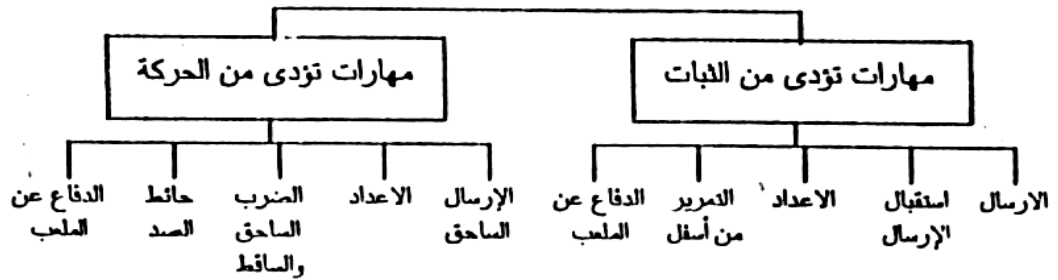 مهارات تؤدى من الثبات
مهارات تؤدى من الحركة
الارسال
استقبال
الإرسال
الاعداد
التمرير
من أسفل
الدفاع عن
الملعب
الإرسال
الساحق
الاعداد
الضرب
الساحق
والساقط
حائط
الصد
الدفاع عن
الملعب